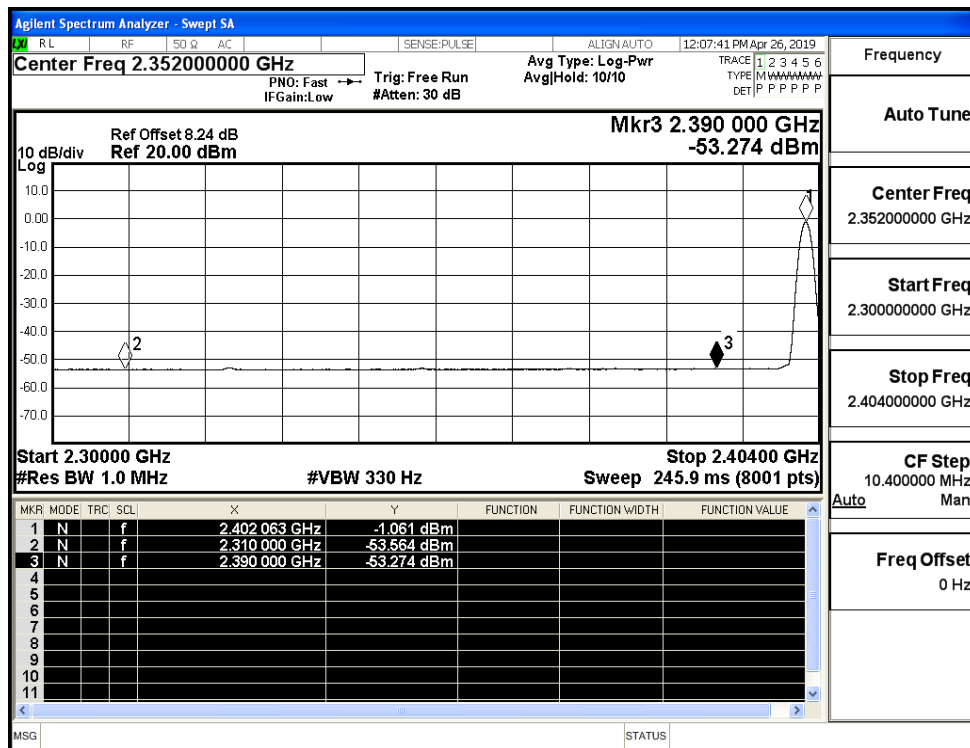 Agilent Spectrum Analyzer - Swept SA
LXI RL RF 50 Ω AC SENSE:PULSE ALIGN AUTO 12:07:41 PM Apr 26, 2019
Center Freq 2.352000000 GHz
PNO: Fast
IFGain:Low
Trig: Free Run
#Atten: 30 dB
Avg Type: Log-Pwr
Avg|Hold: 10/10
TRACE 1 2 3 4 5 6
TYPE M W W W W W
DET P P P P P P
Ref Offset 8.24 dB
10 dB/div Ref 20.00 dBm
Log
Mkr3 2.390 000 GHz
-53.274 dBm
10.0
0.00
-10.0
-20.0
-30.0
-40.0
-50.0
-60.0
-70.0
1
2
3
Start 2.30000 GHz Stop 2.40400 GHz
#Res BW 1.0 MHz #VBW 330 Hz Sweep 245.9 ms (8001 pts)
MKR MODE TRC SCL X Y FUNCTION FUNCTION WIDTH FUNCTION VALUE
1 N f 2.402 063 GHz -1.061 dBm
2 N f 2.310 000 GHz -53.564 dBm
3 N f 2.390 000 GHz -53.274 dBm
4
5
6
7
8
9
10
11
MSG STATUS
Frequency
Auto Tune
Center Freq
2.352000000 GHz
Start Freq
2.300000000 GHz
Stop Freq
2.404000000 GHz
CF Step
10.400000 MHz
Auto Man
Freq Offset
0 Hz